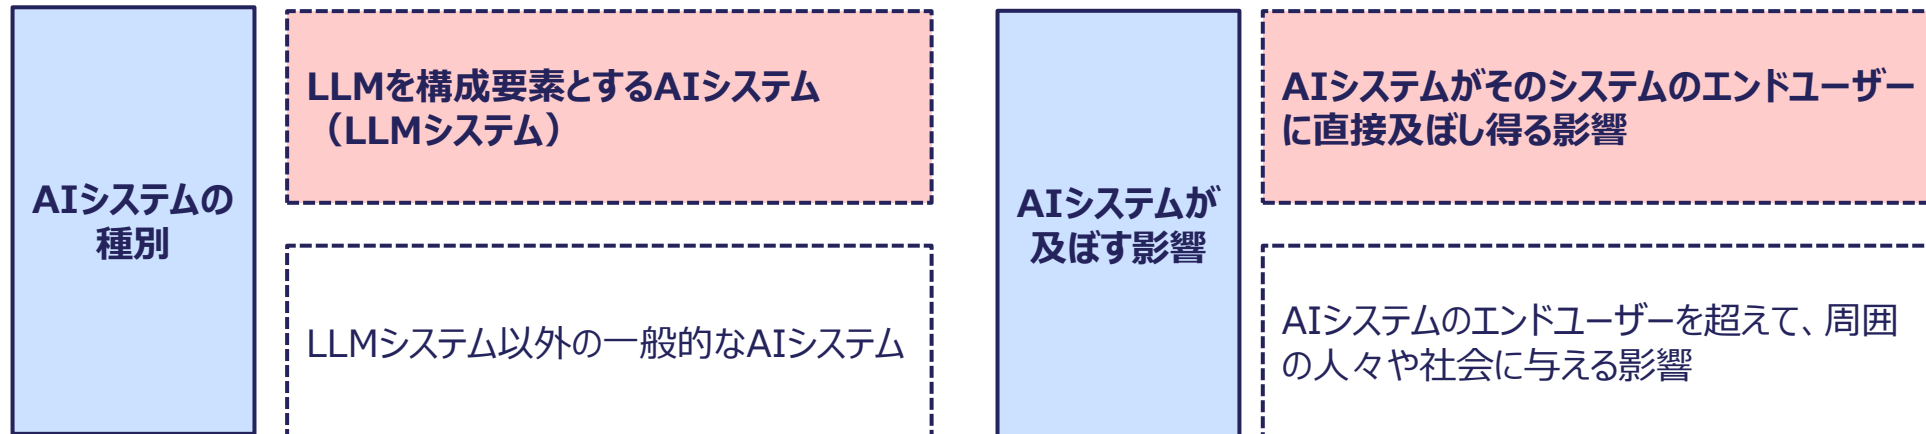 AIシステムの
種別
LLMを構成要素とするAIシステム
（LLMシステム）
LLMシステム以外の一般的なAIシステム
AIシステムが
及ぼす影響
AIシステムがそのシステムのエンドユーザー
に直接及ぼし得る影響
AIシステムのエンドユーザーを超えて、周囲
の人々や社会に与える影響